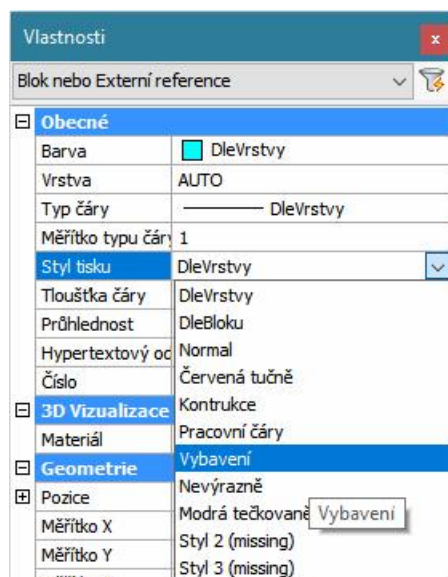 Vlastnosti
x
Blok nebo Externí reference
Obecné
Barva DleVrstvy
Vrstva AUTO
Typ čáry DleVrstvy
Měřítko typu čáry 1
Styl tisku DleVrstvy
Tloušťka čáry DleVrstvy
Průhlednost DleBloku
Hypertextový od Normal
Číslo Červená tučně
3D Vizualizace Kontrukce
Materiál Pracovní čáry
Geometrie Vybavení
Pozice Nevýrazně
Měřítko X Modrá tečkovaně Vybavení
Měřítko Y Styl 2 (missing)
Styl 3 (missing)